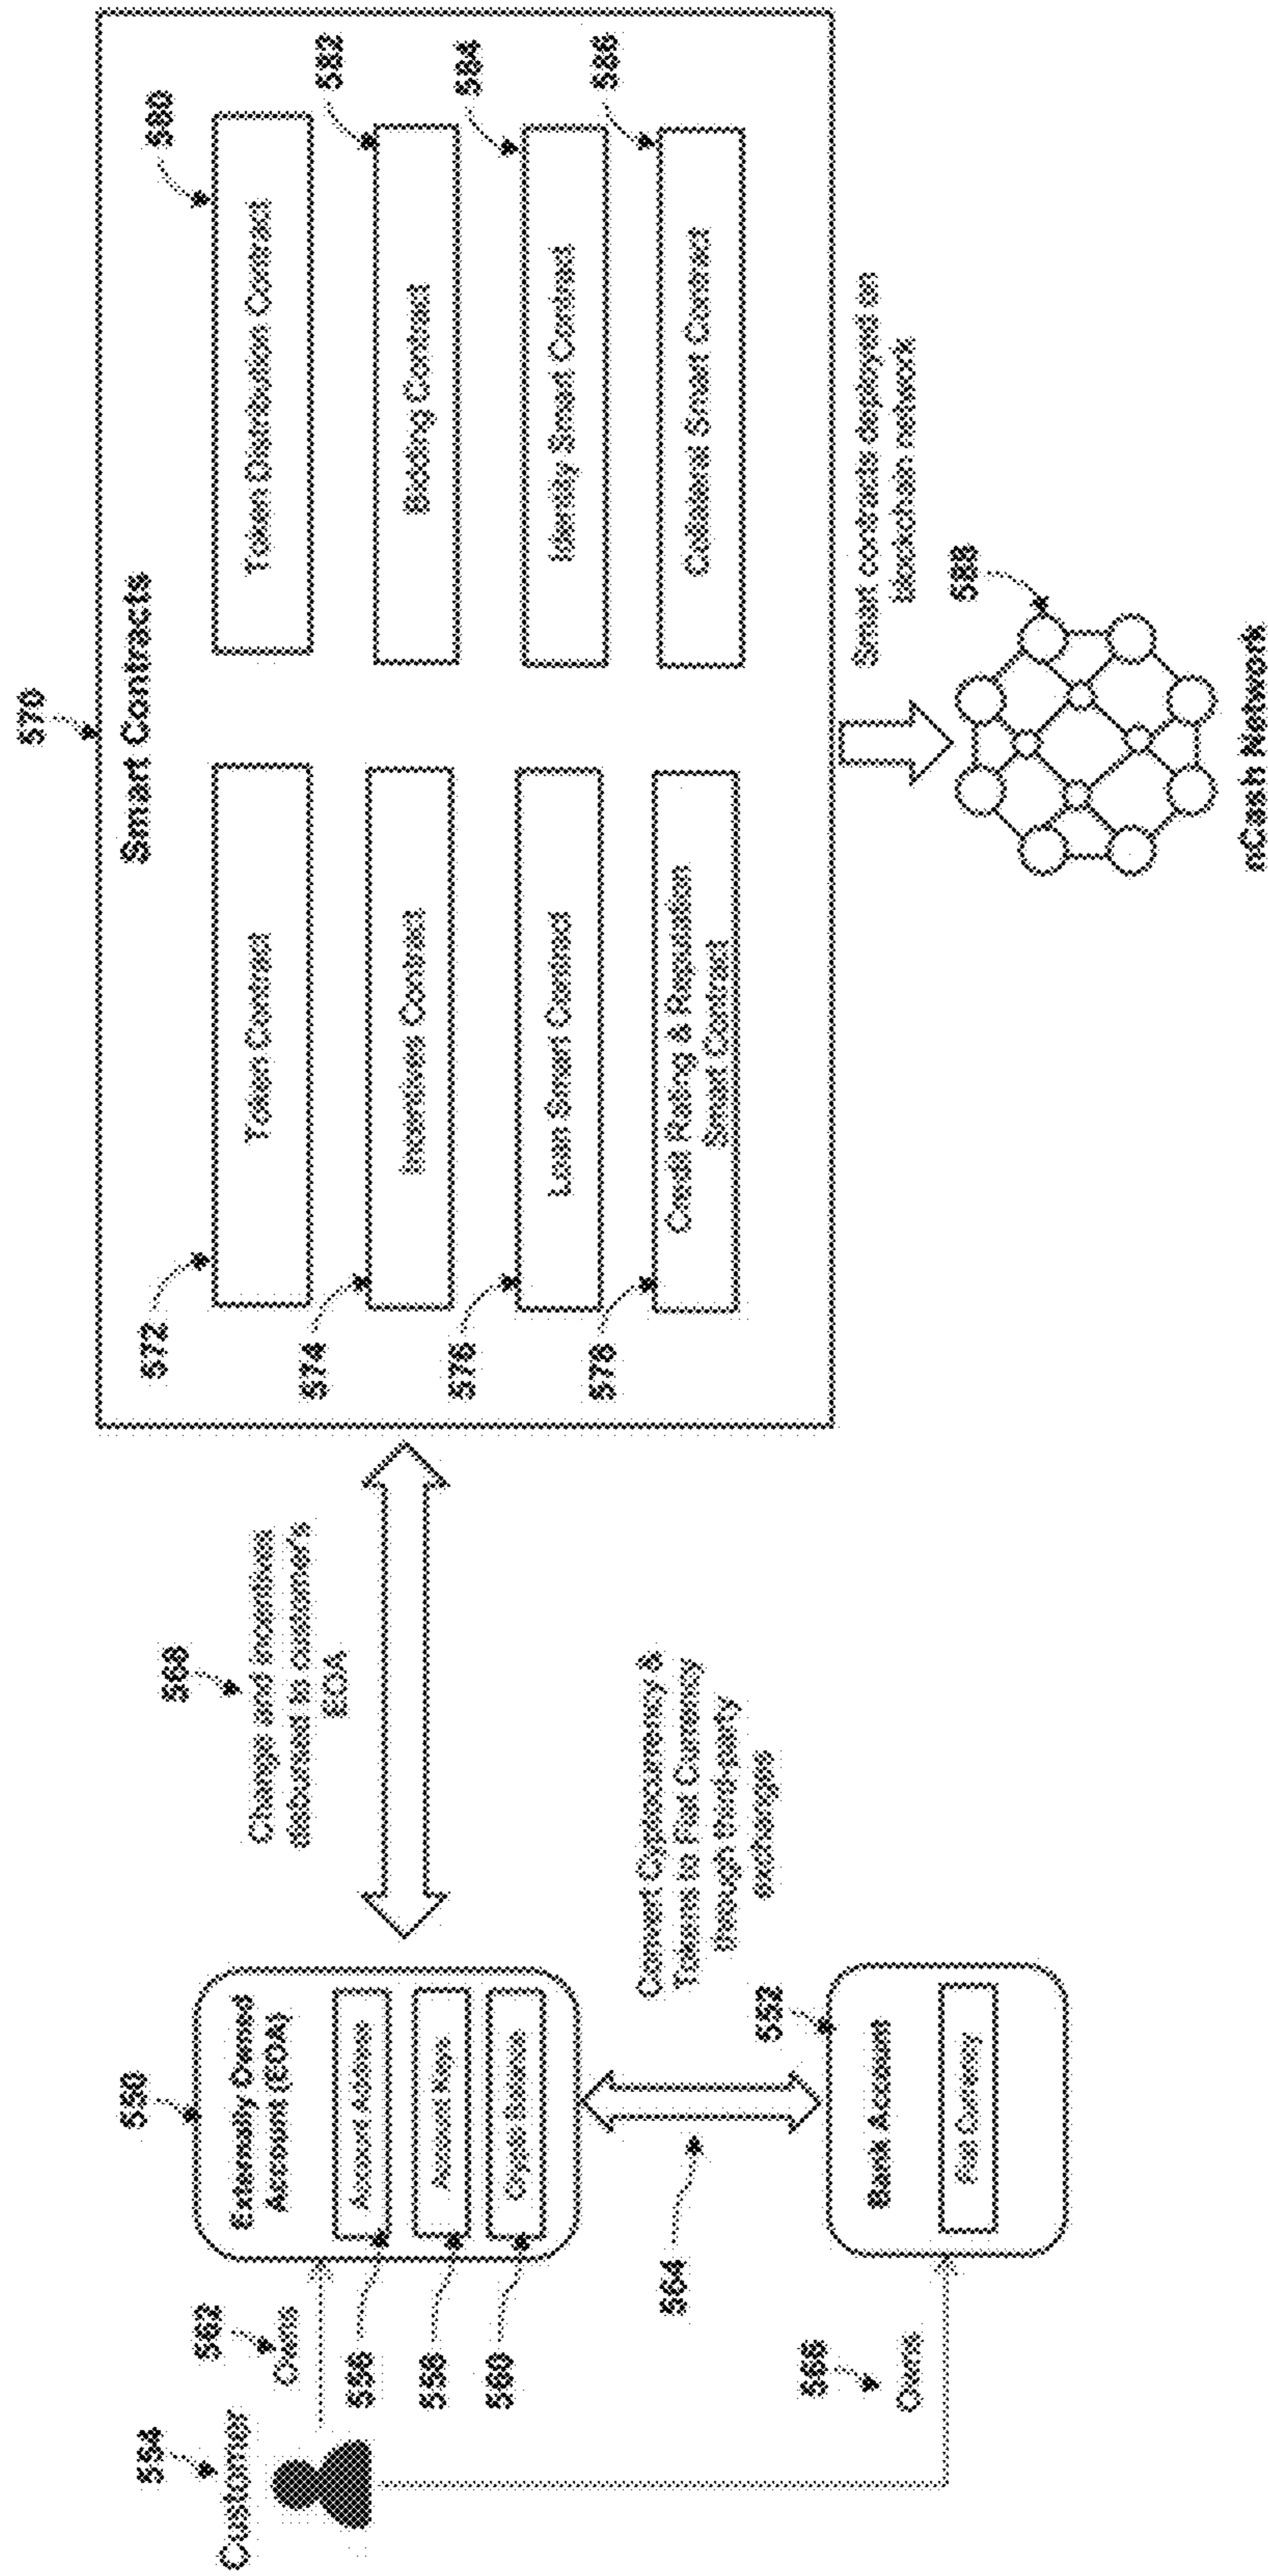 570
Smart Contracts
572
Token Contract
580
Token Distribution Contract
574
Incentives Contract
582
Bidding Contract
576
Loan Smart Contract
584
Identity Smart Contract
578
Credit Rating & Reputation
Smart Contract
586
Collateral Smart Contract
Smart contracts deployed on
blockchain network
588
nCash Network
568
Change and incentives
disbursed to customer's
EOA
554
Customer
562
Owns
550
Externally Owned
Account (EOA)
556
Account Address
558
Account Keys
560
Crypto Balance
564
Convert Cryptocurrency &
Tokens to Fiat Currency
through third-party
exchanges
552
Bank Account
Fiat Currency
566
Owns